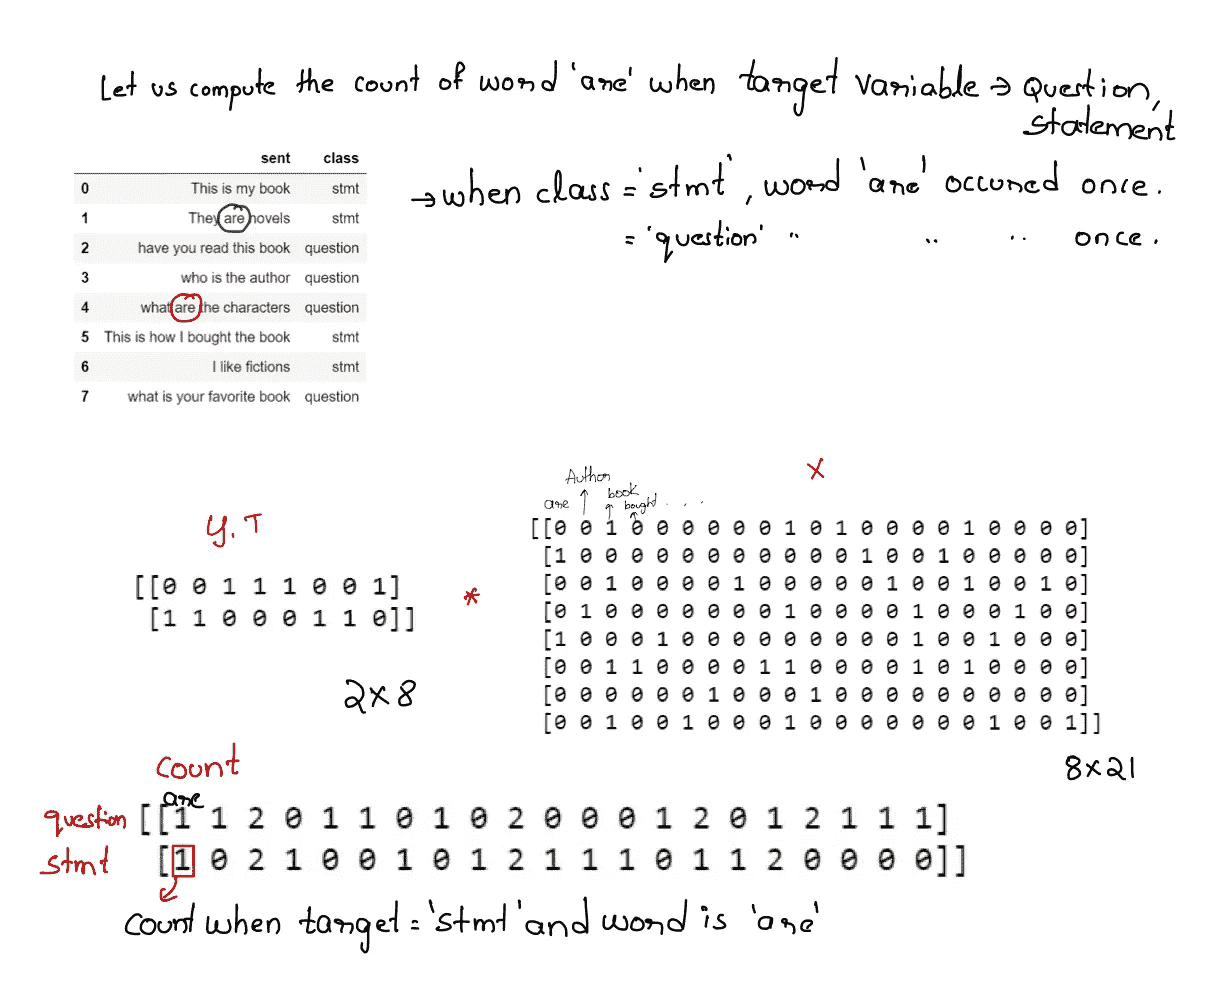 Let us compute the count of word 'are' when target variable → Question,
statement
sent class
0 This is my book stmt
1 They are novels stmt
2 have you read this book question
3 who is the author question
4 what are the characters question
5 This is how I bought the book stmt
6 I like fictions stmt
7 what is your favorite book question
→ when class = 'stmt', word 'are' occured once.
= 'question' " " " once.
X
Author
are book
bought . . .
y.T
[[0 0 1 1 1 0 0 1]
[1 1 0 0 0 1 1 0]]
2×8
*
[[0 0 1 0 0 0 0 0 0 1 0 1 0 0 0 0 1 0 0 0 0]
[1 0 0 0 0 0 0 0 0 0 0 0 1 0 0 1 0 0 0 0 0]
[0 0 1 0 0 0 0 1 0 0 0 0 0 1 0 0 1 0 0 1 0]
[0 1 0 0 0 0 0 0 0 1 0 0 0 0 1 0 0 0 1 0 0]
[1 0 0 0 1 0 0 0 0 0 0 0 0 0 1 0 0 1 0 0 0]
[0 0 1 1 0 0 0 0 1 1 0 0 0 0 1 0 1 0 0 0 0]
[0 0 0 0 0 0 1 0 0 0 1 0 0 0 0 0 0 0 0 0 0]
[0 0 1 0 0 1 0 0 0 1 0 0 0 0 0 0 0 1 0 0 1]]
8×21
count
are
question [[1 1 2 0 1 1 0 1 0 2 0 0 0 1 2 0 1 2 1 1 1]
stmt [1 0 2 1 0 0 1 0 1 2 1 1 1 0 1 1 2 0 0 0 0]]
count when target = 'stmt' and word is 'are'